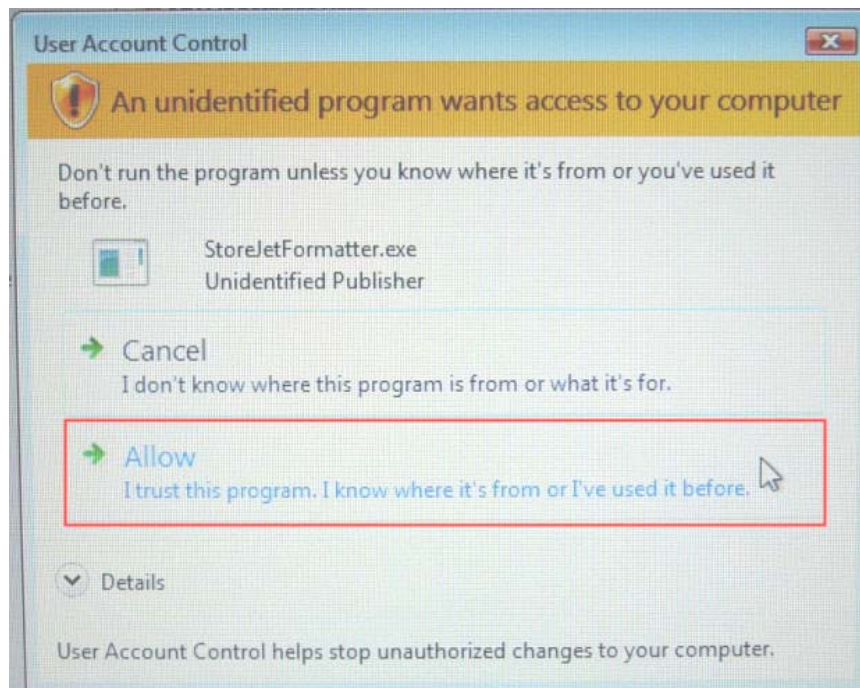 User Account Control
An unidentified program wants access to your computer
Don't run the program unless you know where it's from or you've used it
before.
StoreJetFormatter.exe
Unidentified Publisher
Cancel
I don't know where this program is from or what it's for.
Allow
I trust this program. I know where it's from or I've used it before.
Details
User Account Control helps stop unauthorized changes to your computer.